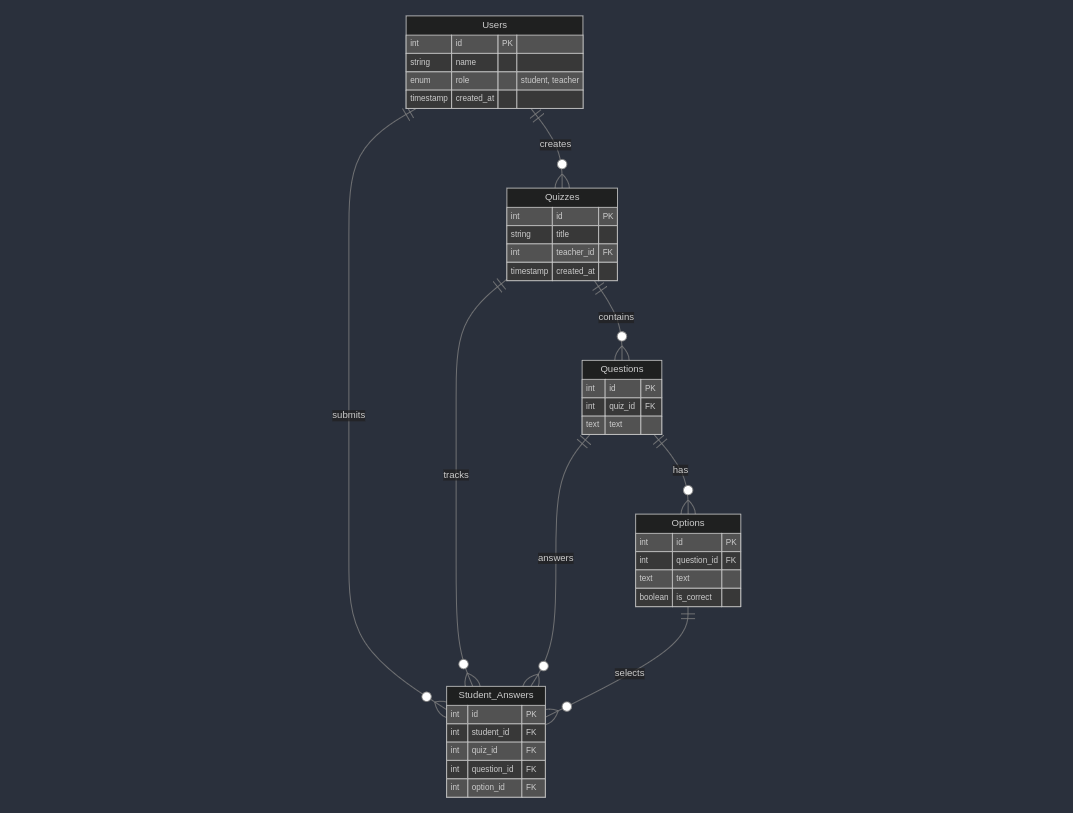 Users
int id PK
string name
enum role student, teacher
timestamp created_at
creates
Quizzes
int id PK
string title
int teacher_id FK
timestamp created_at
contains
Questions
int id PK
int quiz_id FK
text text
submits
has
tracks
Options
int id PK
int question_id FK
text text
boolean is_correct
answers
selects
Student_Answers
int id PK
int student_id FK
int quiz_id FK
int question_id FK
int option_id FK